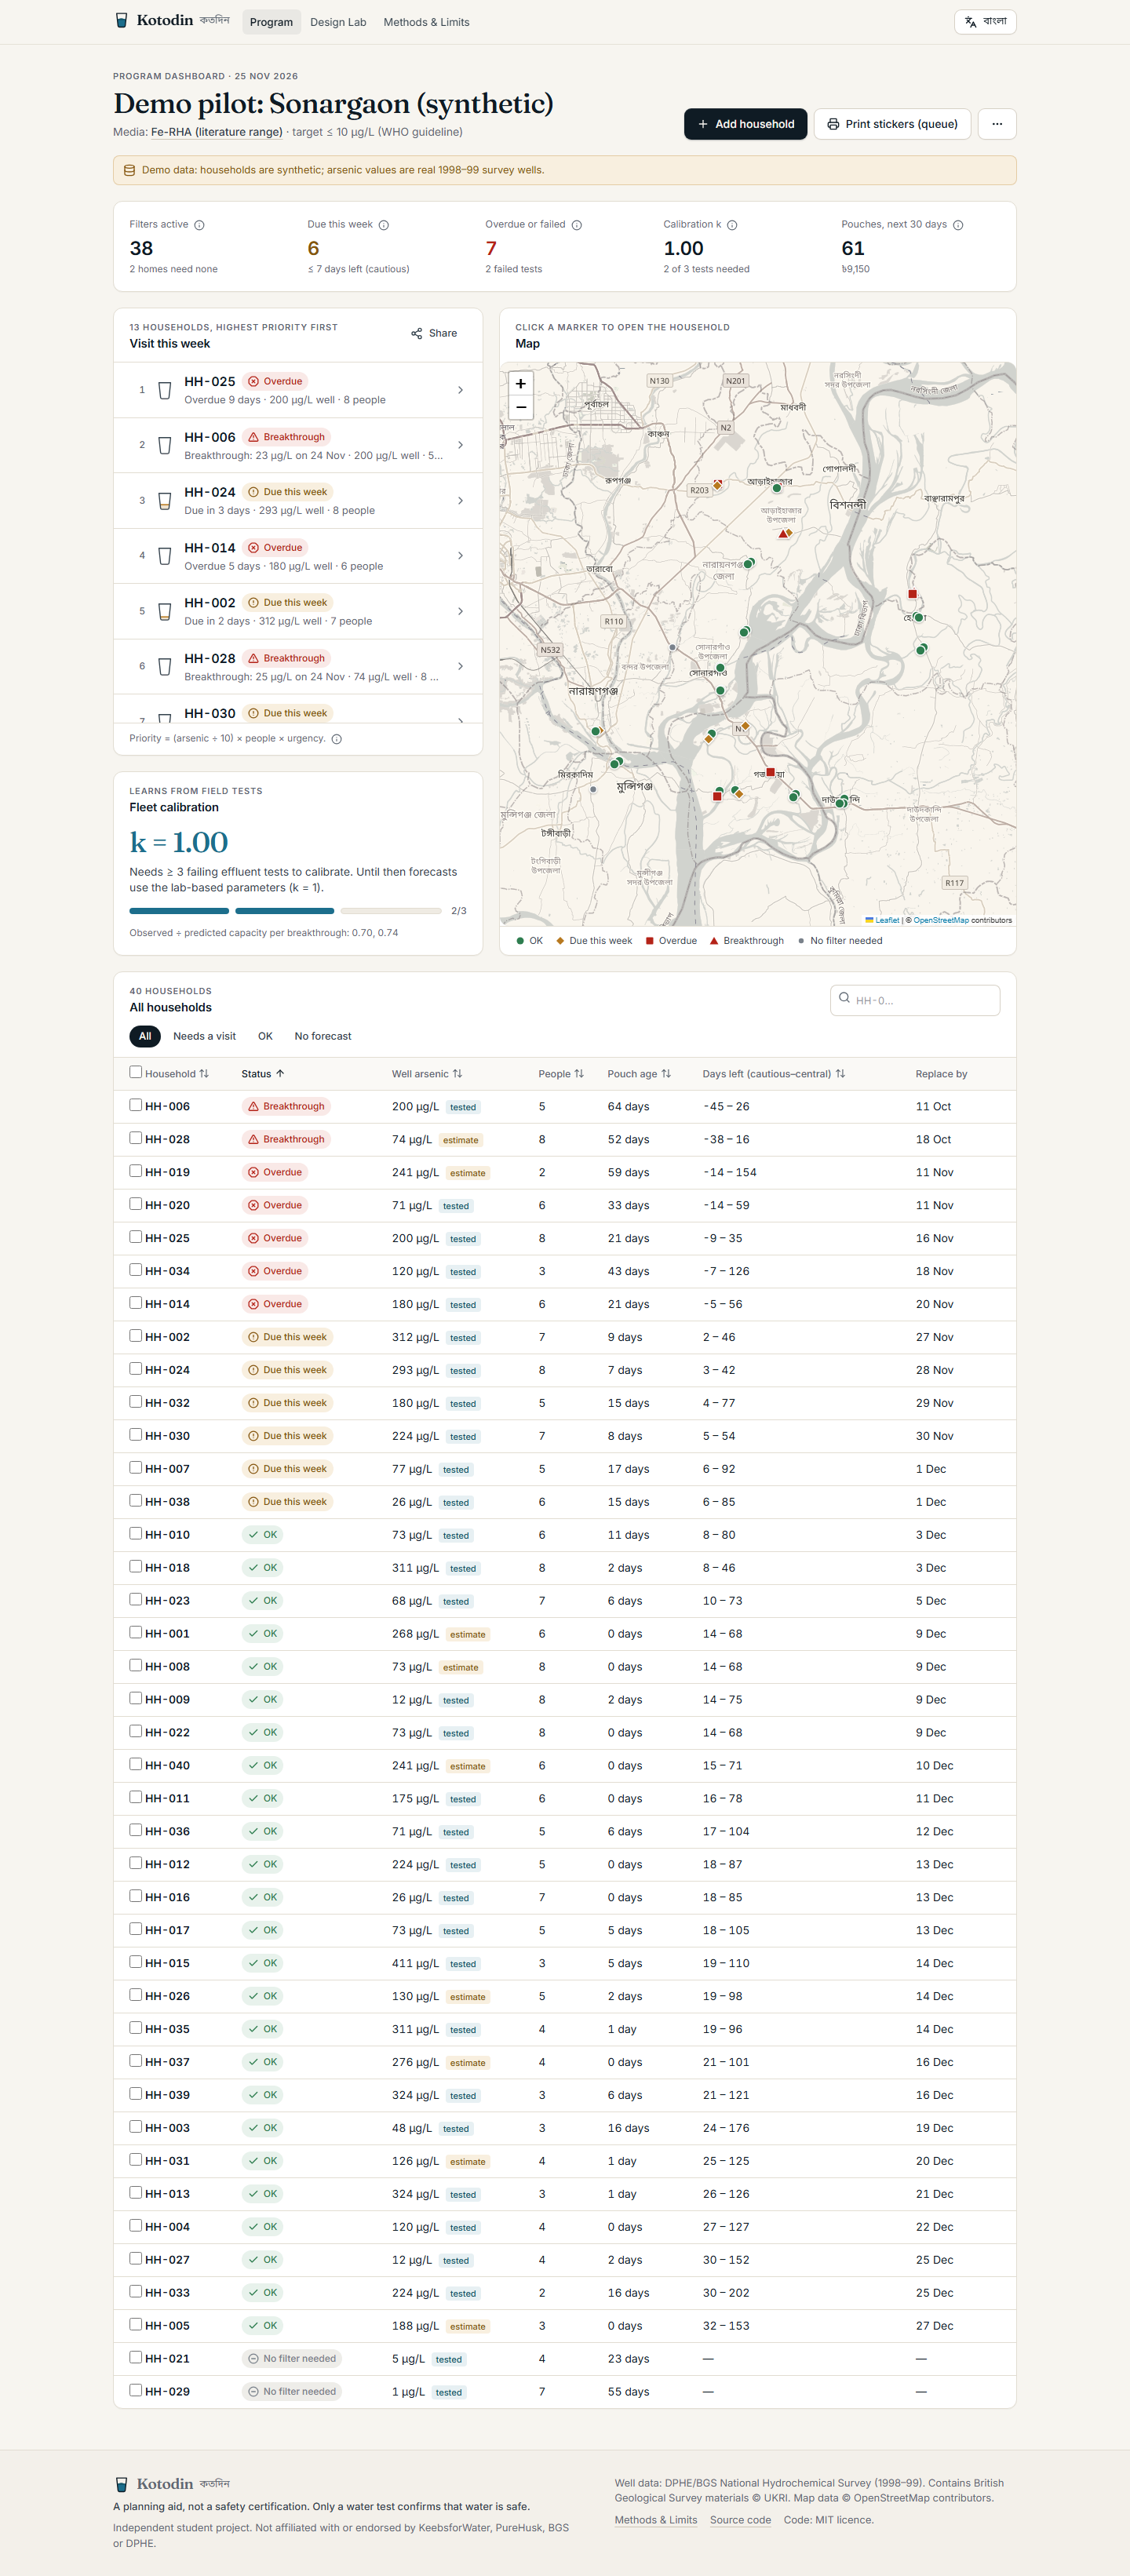 Kotodin কতদিন
Program
Design Lab
Methods & Limits
বাংলা
PROGRAM DASHBOARD · 25 NOV 2026
Demo pilot: Sonargaon (synthetic)
Media: Fe-RHA (literature range) · target ≤ 10 µg/L (WHO guideline)
Add household
Print stickers (queue)
Demo data: households are synthetic; arsenic values are real 1998–99 survey wells.
Filters active
38
2 homes need none
Due this week
6
≤ 7 days left (cautious)
Overdue or failed
7
2 failed tests
Calibration k
1.00
2 of 3 tests needed
Pouches, next 30 days
61
৳9,150
13 HOUSEHOLDS, HIGHEST PRIORITY FIRST
Visit this week
Share
1 HH-025 Overdue
Overdue 9 days · 200 µg/L well · 8 people
2 HH-006 Breakthrough
Breakthrough: 23 µg/L on 24 Nov · 200 µg/L well · 5…
3 HH-024 Due this week
Due in 3 days · 293 µg/L well · 8 people
4 HH-014 Overdue
Overdue 5 days · 180 µg/L well · 6 people
5 HH-002 Due this week
Due in 2 days · 312 µg/L well · 7 people
6 HH-028 Breakthrough
Breakthrough: 25 µg/L on 24 Nov · 74 µg/L well · 8 …
7 HH-030 Due this week
Priority = (arsenic ÷ 10) × people × urgency.
LEARNS FROM FIELD TESTS
Fleet calibration
k = 1.00
Needs ≥ 3 failing effluent tests to calibrate. Until then forecasts
use the lab-based parameters (k = 1).
2/3
Observed ÷ predicted capacity per breakthrough: 0.70, 0.74
CLICK A MARKER TO OPEN THE HOUSEHOLD
Map
+
−
N130
N201
নরসিংদী
সদর উপজেলা
পূর্বাচল
মাধবদী
N2
কাঞ্চন
গোপালদী
রূপগঞ্জ
R203
বিশনন্দী
বাঞ্ছারামপুর
আড়াইহাজার
উপজেলা
তারাবো
নারায়ণগঞ্জ
জেলা
R110
N532
বন্দর উপজেলা
সোনারগাঁও
উপজেলা
সোনারগাঁও
নারায়ণগঞ্জ
মিরকাদিম
মুন্সিগঞ্জ
মুন্সিগঞ্জ জেলা
টঙ্গীবাড়ী
টংগিবাড়ী
উপজেলা
মুন্সীগঞ্জ
সদর উপজেলা
দাউদকান্দি
উপজেলা
R117
Leaflet | © OpenStreetMap contributors
OK
Due this week
Overdue
Breakthrough
No filter needed
40 HOUSEHOLDS
All households
HH-0…
All
Needs a visit
OK
No forecast
Household Status Well arsenic People Pouch age Days left (cautious–central) Replace by
HH-006 Breakthrough 200 µg/L tested 5 64 days -45 – 26 11 Oct
HH-028 Breakthrough 74 µg/L estimate 8 52 days -38 – 16 18 Oct
HH-019 Overdue 241 µg/L estimate 2 59 days -14 – 154 11 Nov
HH-020 Overdue 71 µg/L tested 6 33 days -14 – 59 11 Nov
HH-025 Overdue 200 µg/L tested 8 21 days -9 – 35 16 Nov
HH-034 Overdue 120 µg/L tested 3 43 days -7 – 126 18 Nov
HH-014 Overdue 180 µg/L tested 6 21 days -5 – 56 20 Nov
HH-002 Due this week 312 µg/L tested 7 9 days 2 – 46 27 Nov
HH-024 Due this week 293 µg/L tested 8 7 days 3 – 42 28 Nov
HH-032 Due this week 180 µg/L tested 5 15 days 4 – 77 29 Nov
HH-030 Due this week 224 µg/L tested 7 8 days 5 – 54 30 Nov
HH-007 Due this week 77 µg/L tested 5 17 days 6 – 92 1 Dec
HH-038 Due this week 26 µg/L tested 6 15 days 6 – 85 1 Dec
HH-010 OK 73 µg/L tested 6 11 days 8 – 80 3 Dec
HH-018 OK 311 µg/L tested 8 2 days 8 – 46 3 Dec
HH-023 OK 68 µg/L tested 7 6 days 10 – 73 5 Dec
HH-001 OK 268 µg/L estimate 6 0 days 14 – 68 9 Dec
HH-008 OK 73 µg/L estimate 8 0 days 14 – 68 9 Dec
HH-009 OK 12 µg/L tested 8 2 days 14 – 75 9 Dec
HH-022 OK 73 µg/L tested 8 0 days 14 – 68 9 Dec
HH-040 OK 241 µg/L estimate 6 0 days 15 – 71 10 Dec
HH-011 OK 175 µg/L tested 6 0 days 16 – 78 11 Dec
HH-036 OK 71 µg/L tested 5 6 days 17 – 104 12 Dec
HH-012 OK 224 µg/L tested 5 0 days 18 – 87 13 Dec
HH-016 OK 26 µg/L tested 7 0 days 18 – 85 13 Dec
HH-017 OK 73 µg/L tested 5 5 days 18 – 105 13 Dec
HH-015 OK 411 µg/L tested 3 5 days 19 – 110 14 Dec
HH-026 OK 130 µg/L estimate 5 2 days 19 – 98 14 Dec
HH-035 OK 311 µg/L tested 4 1 day 19 – 96 14 Dec
HH-037 OK 276 µg/L estimate 4 0 days 21 – 101 16 Dec
HH-039 OK 324 µg/L tested 3 6 days 21 – 121 16 Dec
HH-003 OK 48 µg/L tested 3 16 days 24 – 176 19 Dec
HH-031 OK 126 µg/L estimate 4 1 day 25 – 125 20 Dec
HH-013 OK 324 µg/L tested 3 1 day 26 – 126 21 Dec
HH-004 OK 120 µg/L tested 4 0 days 27 – 127 22 Dec
HH-027 OK 12 µg/L tested 4 2 days 30 – 152 25 Dec
HH-033 OK 224 µg/L tested 2 16 days 30 – 202 25 Dec
HH-005 OK 188 µg/L estimate 3 0 days 32 – 153 27 Dec
HH-021 No filter needed 5 µg/L tested 4 23 days — —
HH-029 No filter needed 1 µg/L tested 7 55 days — —
Kotodin কতদিন
A planning aid, not a safety certification. Only a water test confirms that water is safe.
Independent student project. Not affiliated with or endorsed by KeebsforWater, PureHusk, BGS
or DPHE.
Well data: DPHE/BGS National Hydrochemical Survey (1998–99). Contains British
Geological Survey materials © UKRI. Map data © OpenStreetMap contributors.
Methods & Limits
Source code
Code: MIT licence.